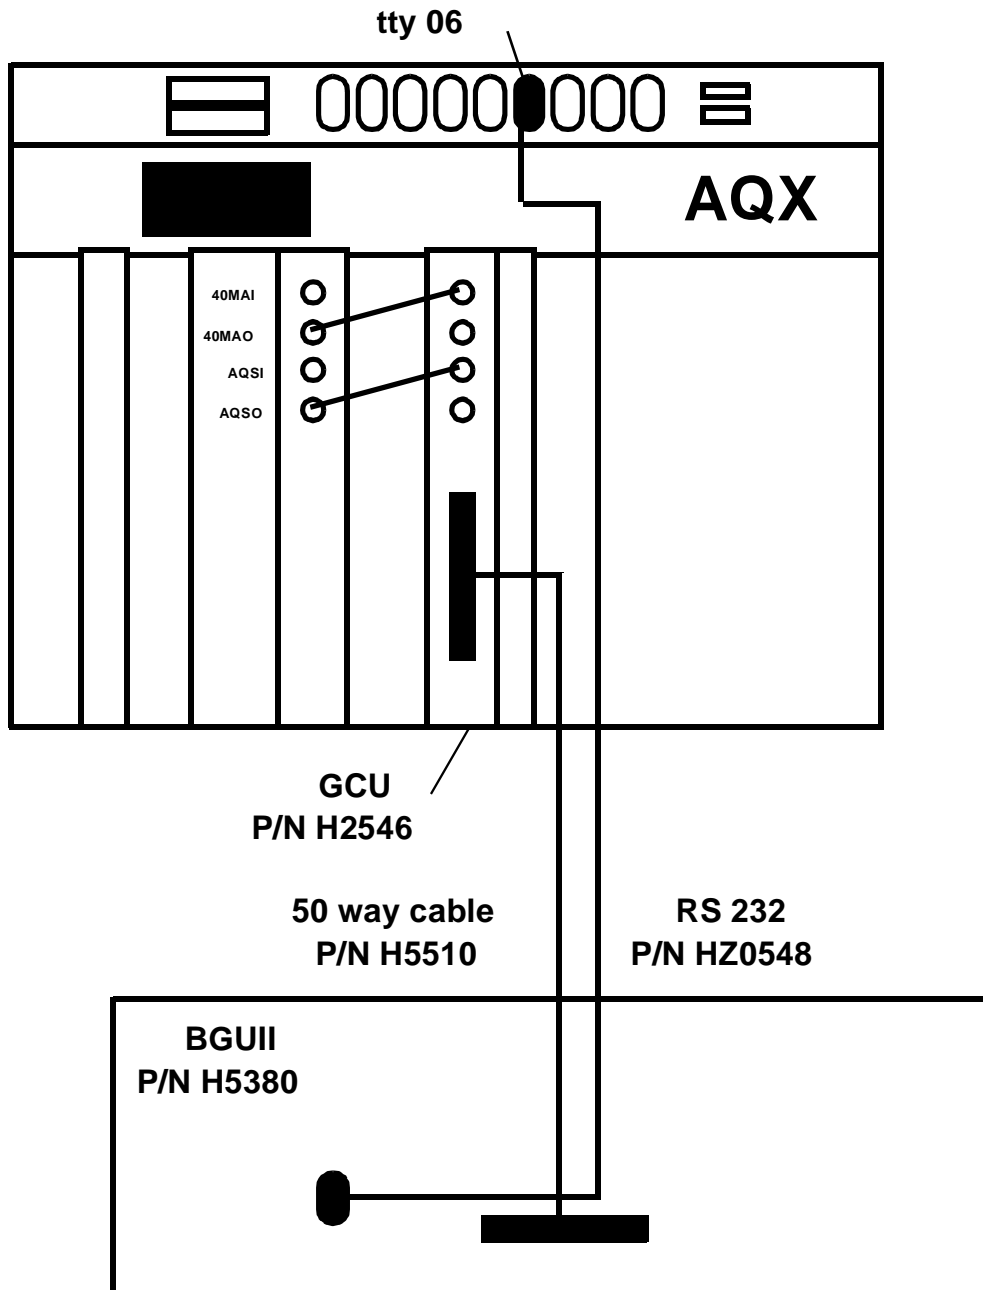 tty 06
AQX
40MAI
40MAO
AQSI
AQSO
GCU
P/N H2546
50 way cable
P/N H5510
RS 232
P/N HZ0548
BGUII
P/N H5380